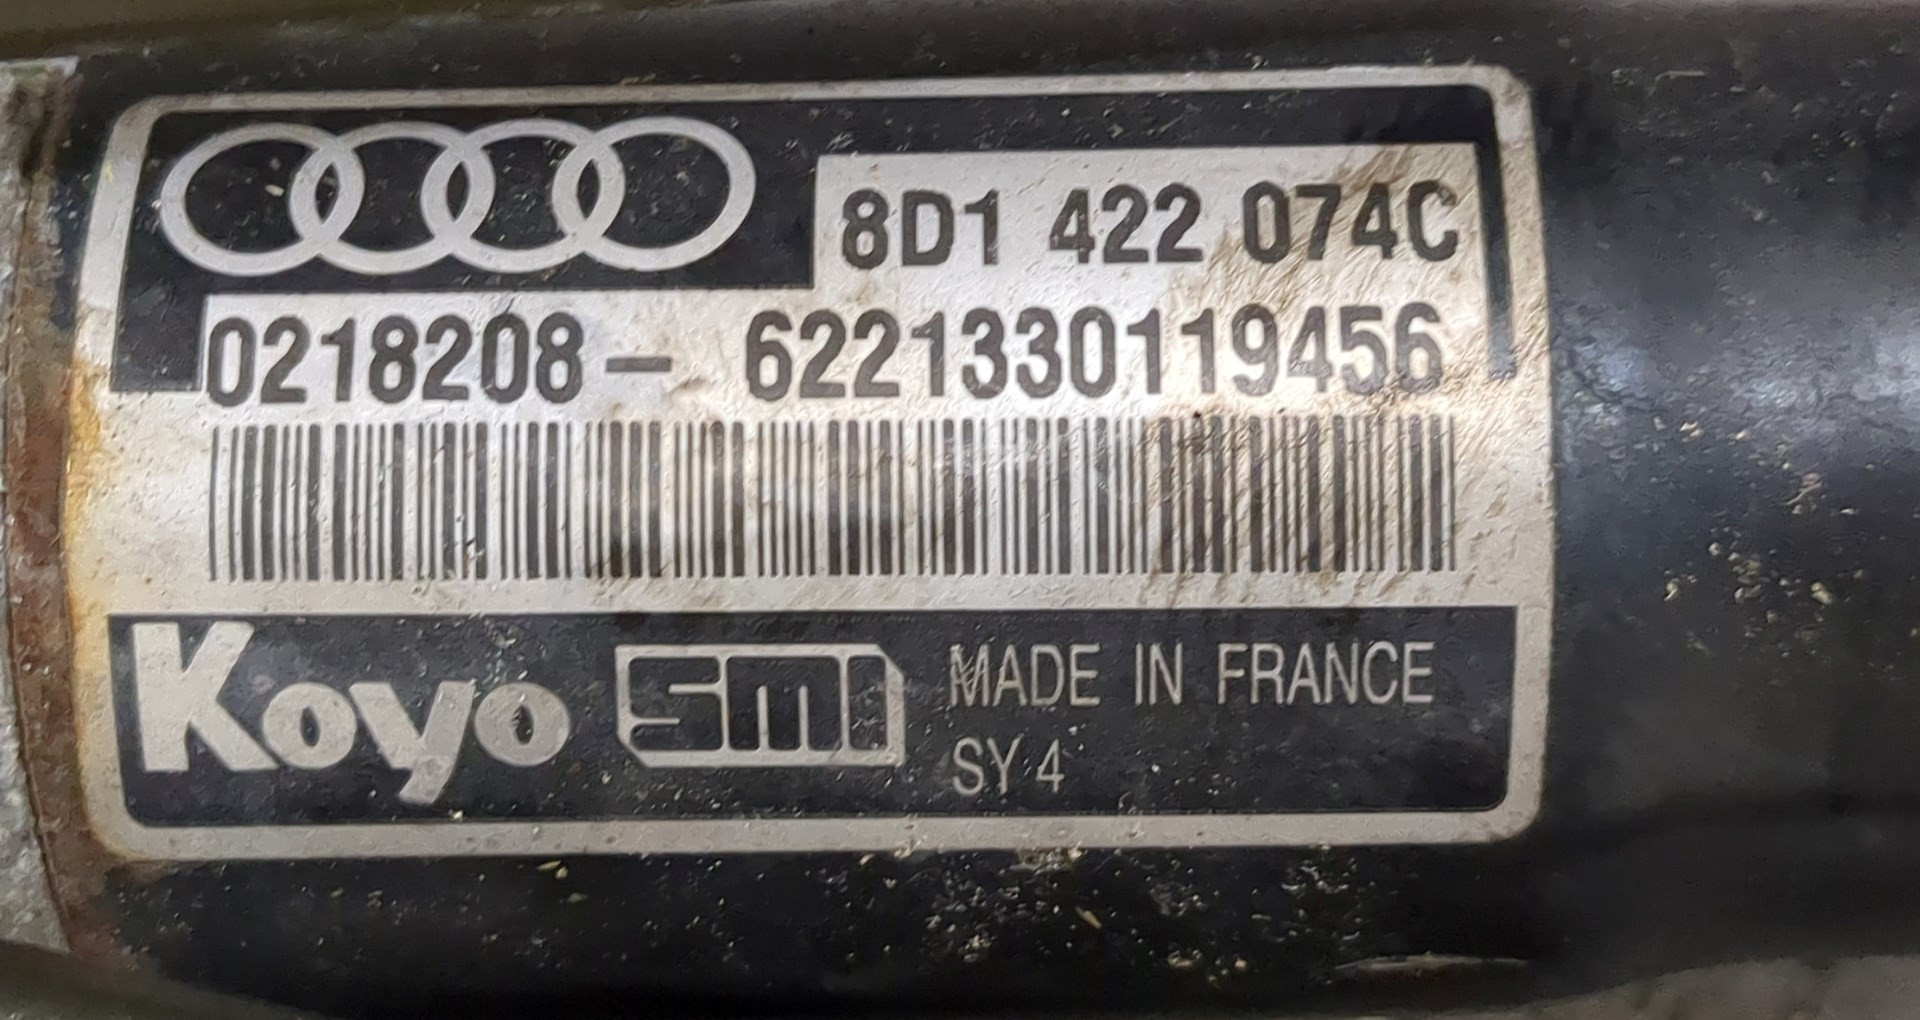 8D1 422 074C
0218208- 6221330119456
Koyo SMI MADE IN FRANCE
SY 4